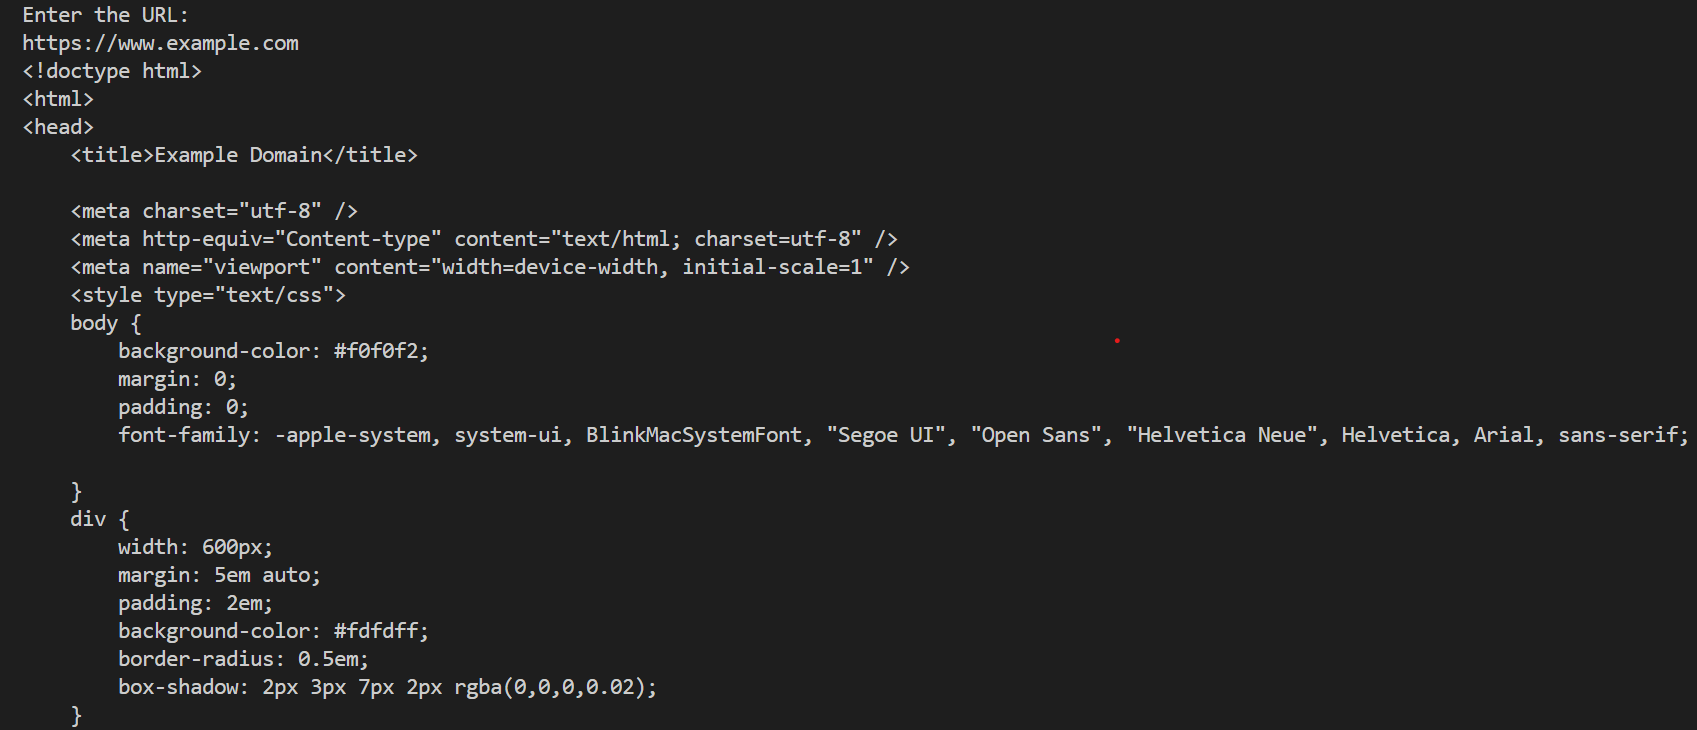 Enter the URL:
https://www.example.com
<!doctype html>
<html>
<head>
    <title>Example Domain</title>

    <meta charset="utf-8" />
    <meta http-equiv="Content-type" content="text/html; charset=utf-8" />
    <meta name="viewport" content="width=device-width, initial-scale=1" />
    <style type="text/css">
    body {
        background-color: #f0f0f2;
        margin: 0;
        padding: 0;
        font-family: -apple-system, system-ui, BlinkMacSystemFont, "Segoe UI", "Open Sans", "Helvetica Neue", Helvetica, Arial, sans-serif;

    }
    div {
        width: 600px;
        margin: 5em auto;
        padding: 2em;
        background-color: #fdfdff;
        border-radius: 0.5em;
        box-shadow: 2px 3px 7px 2px rgba(0,0,0,0.02);
    }